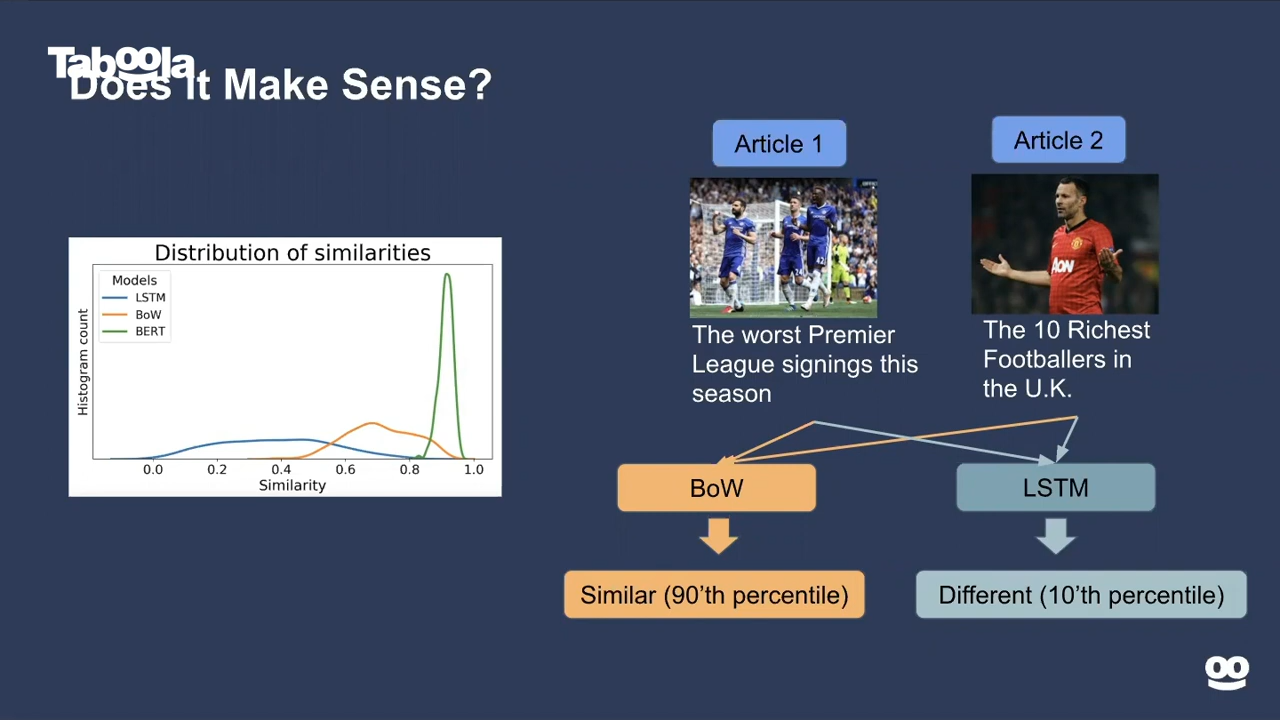 Taboola
Does It Make Sense?
Article 1
Article 2
The worst Premier
League signings this
season
AON
The 10 Richest
Footballers in
the U.K.
Distribution of similarities
Models
LSTM
BoW
BERT
Histogram count
0.0 0.2 0.4 0.6 0.8 1.0
Similarity
BoW
LSTM
Similar (90’th percentile)
Different (10’th percentile)